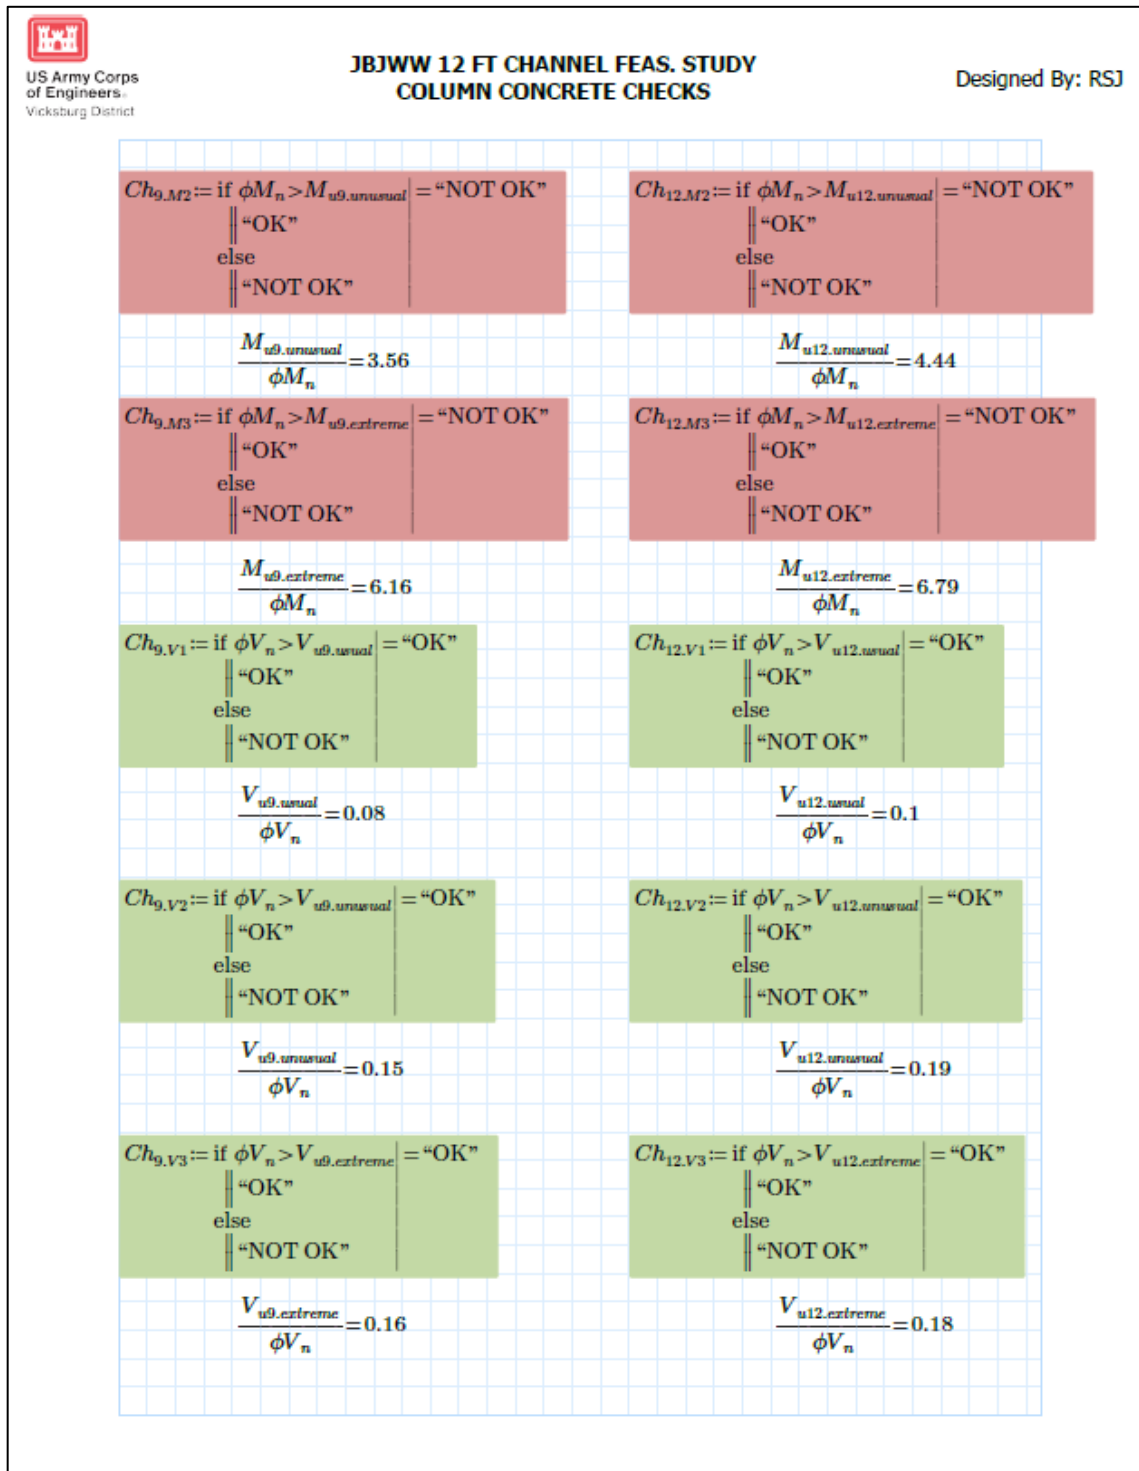 US Army Corps
of Engineers®
Vicksburg District
JBJWW 12 FT CHANNEL FEAS. STUDY
COLUMN CONCRETE CHECKS
Designed By: RSJ
Ch9.M2 := if ϕMn > Mu9.unusual = “NOT OK”
“OK”
else
“NOT OK”
Mu9.unusual
ϕMn
= 3.56
Ch12.M2 := if ϕMn > Mu12.unusual = “NOT OK”
“OK”
else
“NOT OK”
Mu12.unusual
ϕMn
= 4.44
Ch9.M3 := if ϕMn > Mu9.extreme = “NOT OK”
“OK”
else
“NOT OK”
Mu9.extreme
ϕMn
= 6.16
Ch12.M3 := if ϕMn > Mu12.extreme = “NOT OK”
“OK”
else
“NOT OK”
Mu12.extreme
ϕMn
= 6.79
Ch9.V1 := if ϕVn > Vu9.usual = “OK”
“OK”
else
“NOT OK”
Vu9.usual
ϕVn
= 0.08
Ch12.V1 := if ϕVn > Vu12.usual = “OK”
“OK”
else
“NOT OK”
Vu12.usual
ϕVn
= 0.1
Ch9.V2 := if ϕVn > Vu9.unusual = “OK”
“OK”
else
“NOT OK”
Vu9.unusual
ϕVn
= 0.15
Ch12.V2 := if ϕVn > Vu12.unusual = “OK”
“OK”
else
“NOT OK”
Vu12.unusual
ϕVn
= 0.19
Ch9.V3 := if ϕVn > Vu9.extreme = “OK”
“OK”
else
“NOT OK”
Vu9.extreme
ϕVn
= 0.16
Ch12.V3 := if ϕVn > Vu12.extreme = “OK”
“OK”
else
“NOT OK”
Vu12.extreme
ϕVn
= 0.18